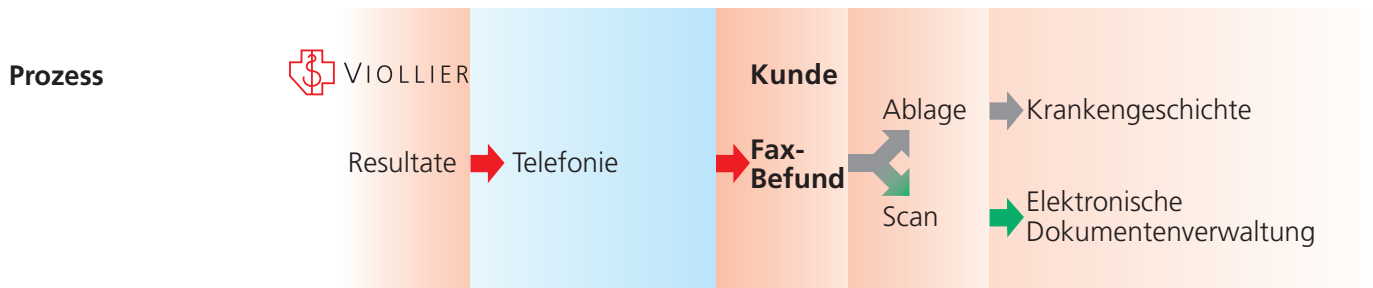 Prozess
VIOLLIER
Kunde
Ablage
Krankengeschichte
Resultate
Telefonie
Fax-
Befund
Scan
Elektronische
Dokumentenverwaltung